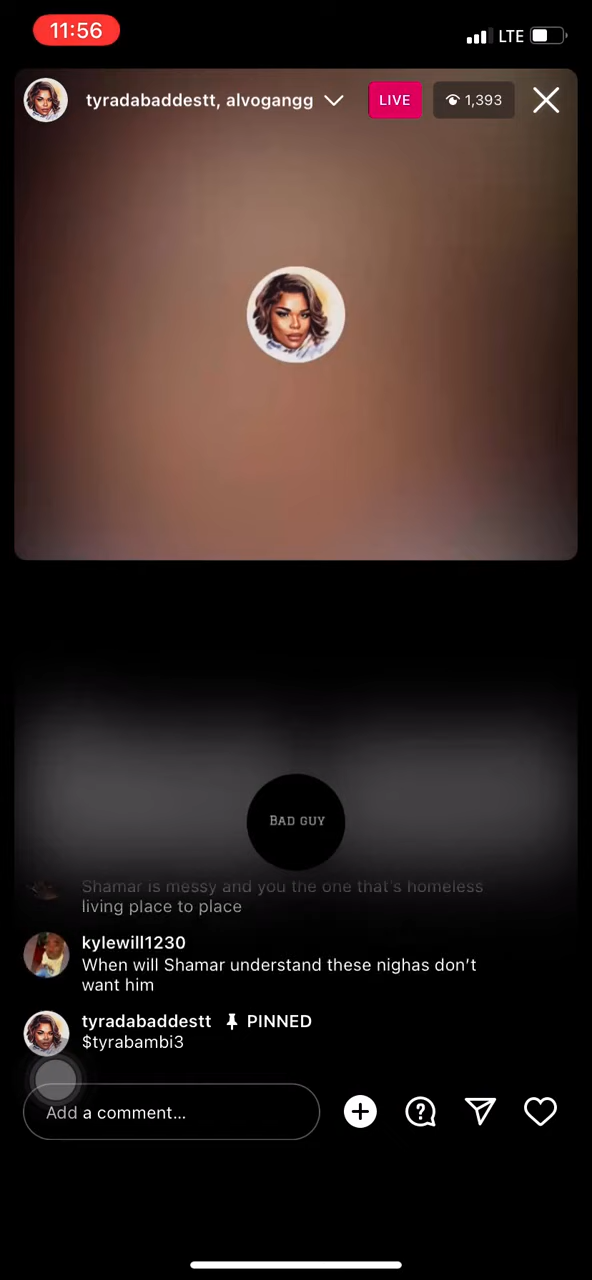 11:56
LTE
tyradabaddestt, alvogangg
LIVE
1,393
BAD GUY
Shamar is messy and you the one that's homeless
living place to place
kylewill1230
When will Shamar understand these nighas don't
want him
tyradabaddestt PINNED
$tyrabambi3
Add a comment...